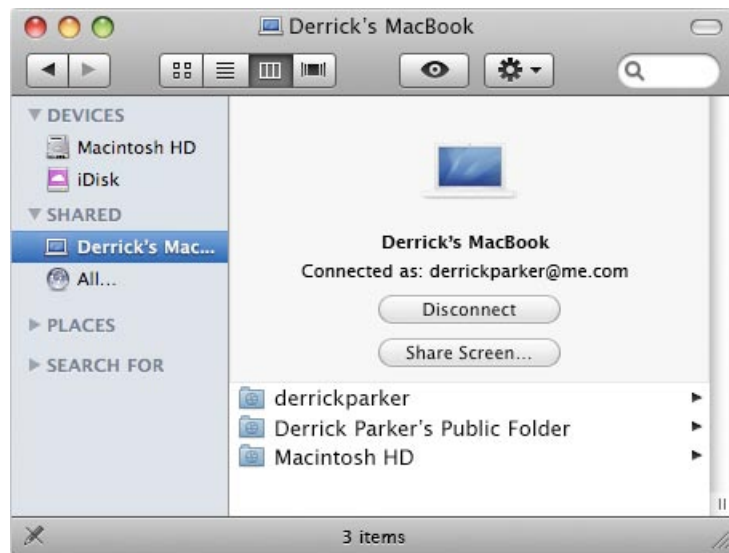 Derrick's MacBook
DEVICES
Macintosh HD
iDisk
SHARED
Derrick's Mac...
All...
PLACES
SEARCH FOR
Derrick's MacBook
Connected as: derrickparker@me.com
Disconnect
Share Screen...
derrickparker
Derrick Parker's Public Folder
Macintosh HD
3 items